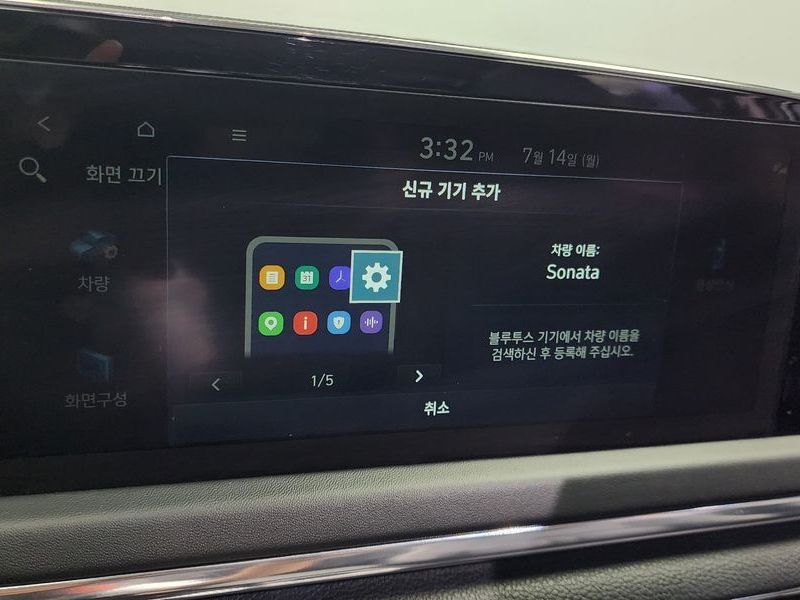 3:32 PM 7월 14일 (월)
화면 끄기
신규 기기 추가
차량
31
차량 이름:
Sonata
블루투스 기기에서 차량 이름을
검색하신 후 등록해 주십시오.
화면구성
1/5
취소